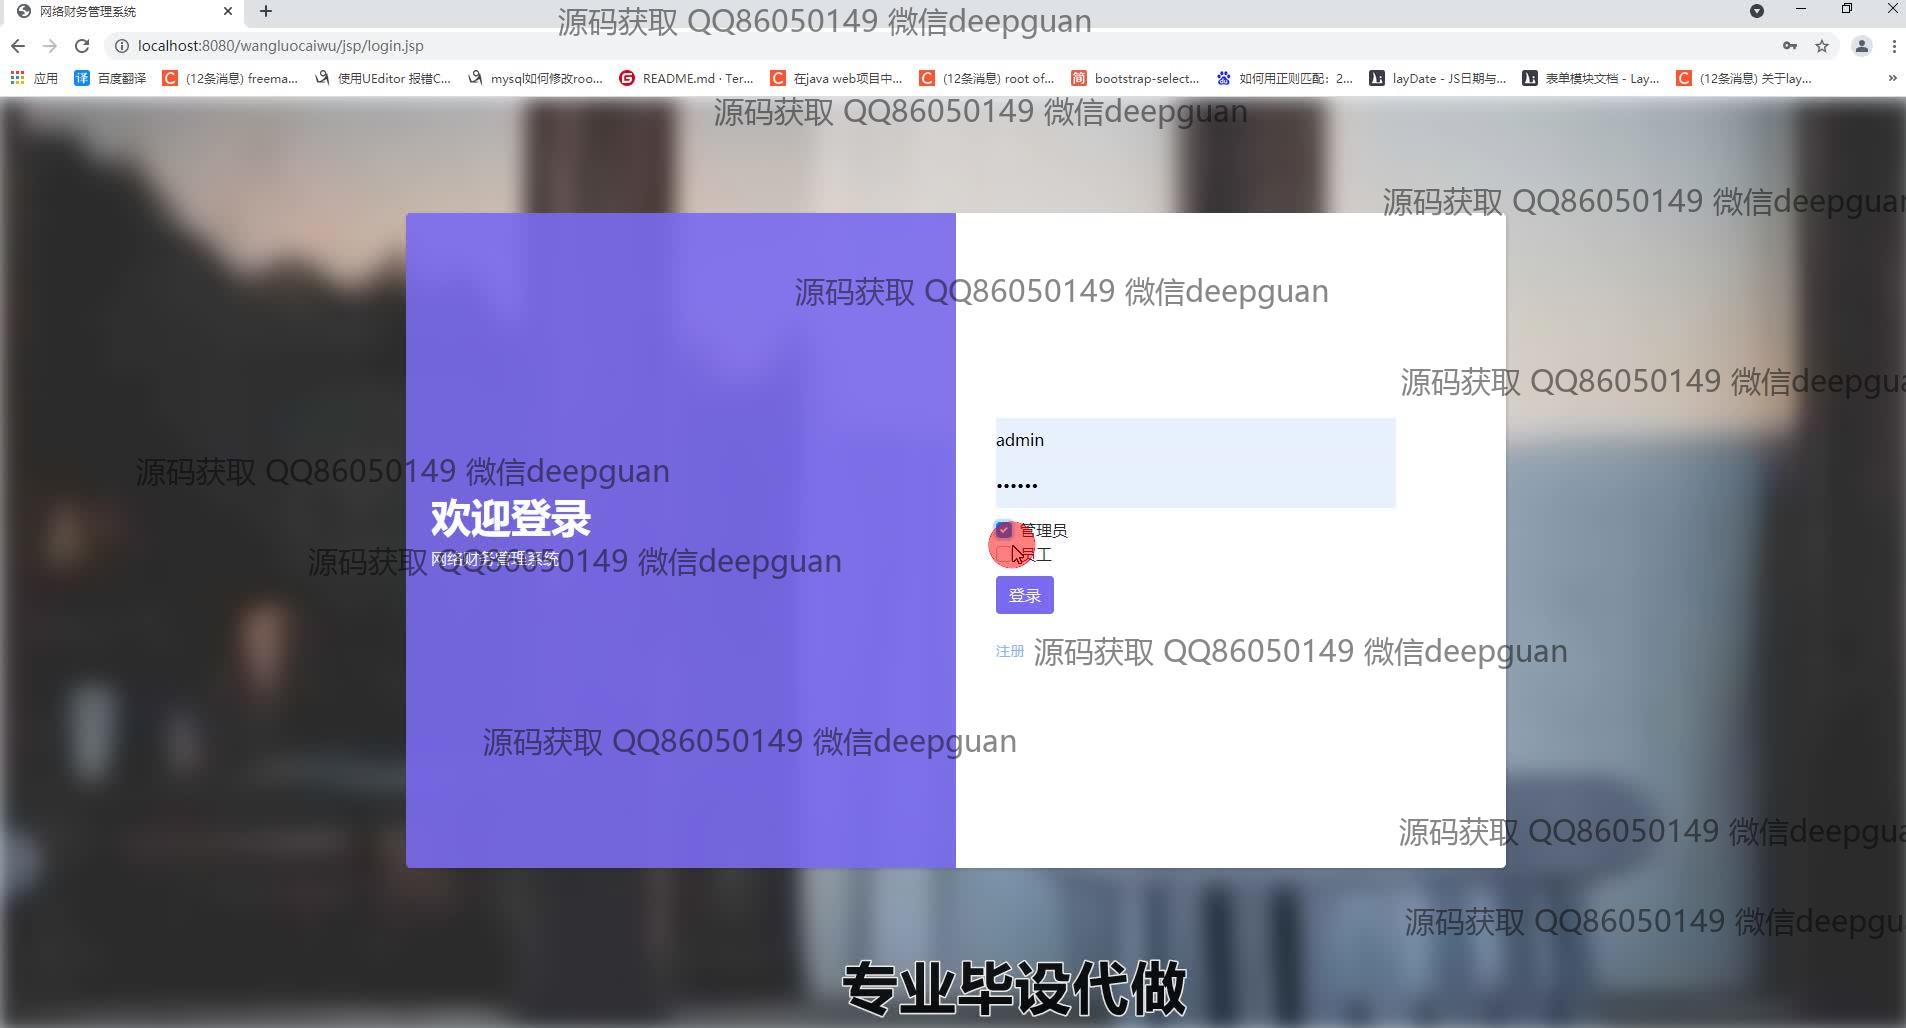 网络财务管理系统
源码获取 QQ86050149 微信deepguan
localhost:8080/wangluocaiwu/jsp/login.jsp
应用
译 百度翻译
(12条消息) freema...
使用UEditor 报错C...
mysql如何修改roo...
README.md · Ter...
在java web项目中...
(12条消息) root of...
简 bootstrap-select...
如何用正则匹配：2...
layDate - JS日期与...
表单模块文档 - Lay...
(12条消息) 关于lay...
源码获取 QQ86050149 微信deepguan
源码获取 QQ86050149 微信deepguan
源码获取 QQ86050149 微信deepguan
源码获取 QQ86050149 微信deepgua
admin
源码获取 QQ86050149 微信deepguan
欢迎登录
管理员
网络财务管理系统
员工
源码获取 QQ86050149 微信deepguan
登录
注册
源码获取 QQ86050149 微信deepguan
源码获取 QQ86050149 微信deepguan
源码获取 QQ86050149 微信deepgua
源码获取 QQ86050149 微信deepgu
专业毕设代做